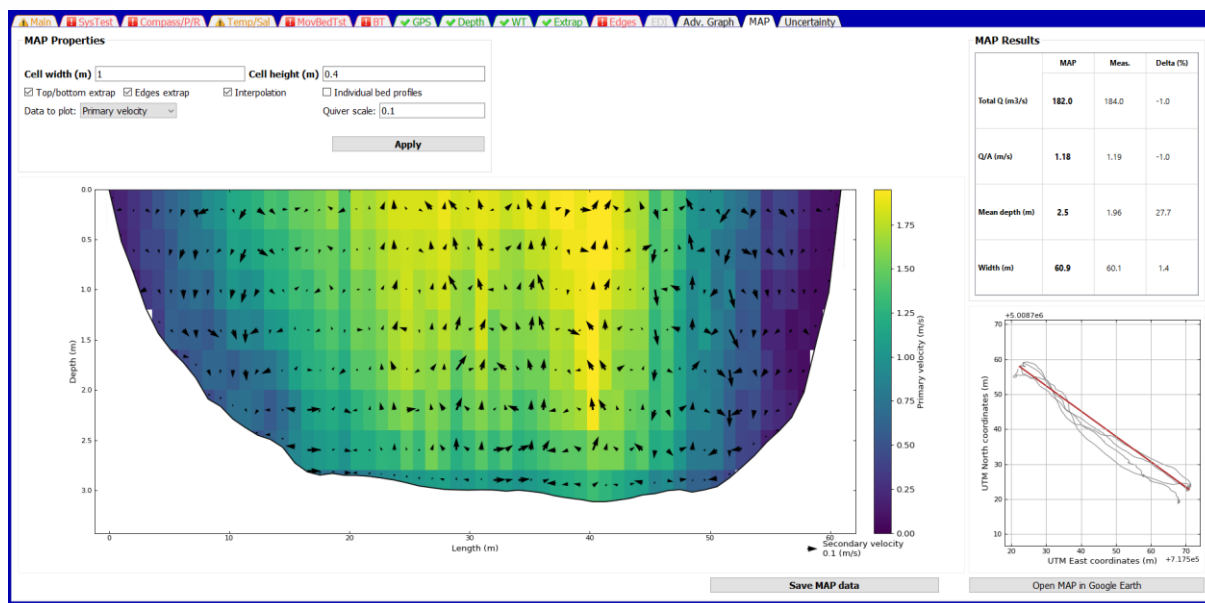 Main SysTest Compass/P/R Temp/Sal MovBedTst BT GPS Depth WT Extrap Edges EDI Adv. Graph MAP Uncertainty
MAP Properties
Cell width (m) 1 Cell height (m) 0.4
Top/bottom extrap Edges extrap Interpolation Individual bed profiles
Data to plot: Primary velocity Quiver scale: 0.1
Apply
0.0
0.5
1.0
1.5
2.0
2.5
3.0
Depth (m)
0 10 20 30 40 50 60
Length (m)
Secondary velocity
0.1 (m/s)
1.75
1.50
1.25
1.00
0.75
0.50
0.25
0.00
Primary velocity (m/s)
Save MAP data
MAP Results
MAP Meas. Delta (%)
Total Q (m3/s) 182.0 184.0 -1.0
Q/A (m/s) 1.18 1.19 -1.0
Mean depth (m) 2.5 1.96 27.7
Width (m) 60.9 60.1 1.4
+5.0087e6
70
60
50
40
30
20
10
UTM North coordinates (m)
20 30 40 50 60 70
UTM East coordinates (m) +7.175e5
Open MAP in Google Earth